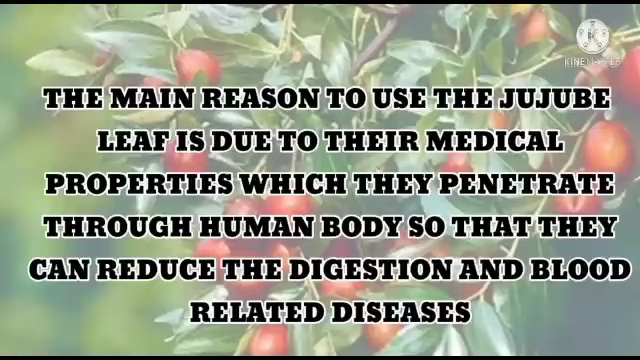 KINEMASTER
THE MAIN REASON TO USE THE JUJUBE
LEAF IS DUE TO THEIR MEDICAL
PROPERTIES WHICH THEY PENETRATE
THROUGH HUMAN BODY SO THAT THEY
CAN REDUCE THE DIGESTION AND BLOOD
RELATED DISEASES